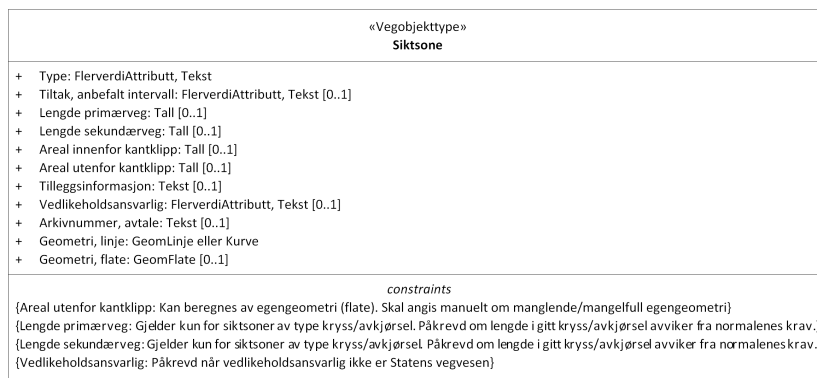 «Vegobjekttype»
Siktsone
+ Type: FlerverdiAttributt, Tekst
+ Tiltak, anbefalt intervall: FlerverdiAttributt, Tekst [0..1]
+ Lengde primærveg: Tall [0..1]
+ Lengde sekundærveg: Tall [0..1]
+ Areal innenfor kantklipp: Tall [0..1]
+ Areal utenfor kantklipp: Tall [0..1]
+ Tilleggsinformasjon: Tekst [0..1]
+ Vedlikeholdsansvarlig: FlerverdiAttributt, Tekst [0..1]
+ Arkivnummer, avtale: Tekst [0..1]
+ Geometri, linje: GeomLinje eller Kurve
+ Geometri, flate: GeomFlate [0..1]
constraints
{Areal utenfor kantklipp: Kan beregnes av egengeometri (flate). Skal angis manuelt om manglende/mangelfull egengeometri}
{Lengde primærveg: Gjelder kun for siktsoner av type kryss/avkjørsel. Påkrevd om lengde i gitt kryss/avkjørsel avviker fra normalenes krav.}
{Lengde sekundærveg: Gjelder kun for siktsoner av type kryss/avkjørsel. Påkrevd om lengde i gitt kryss/avkjørsel avviker fra normalenes krav.
{Vedlikeholdsansvarlig: Påkrevd når vedlikeholdsansvarlig ikke er Statens vegvesen}